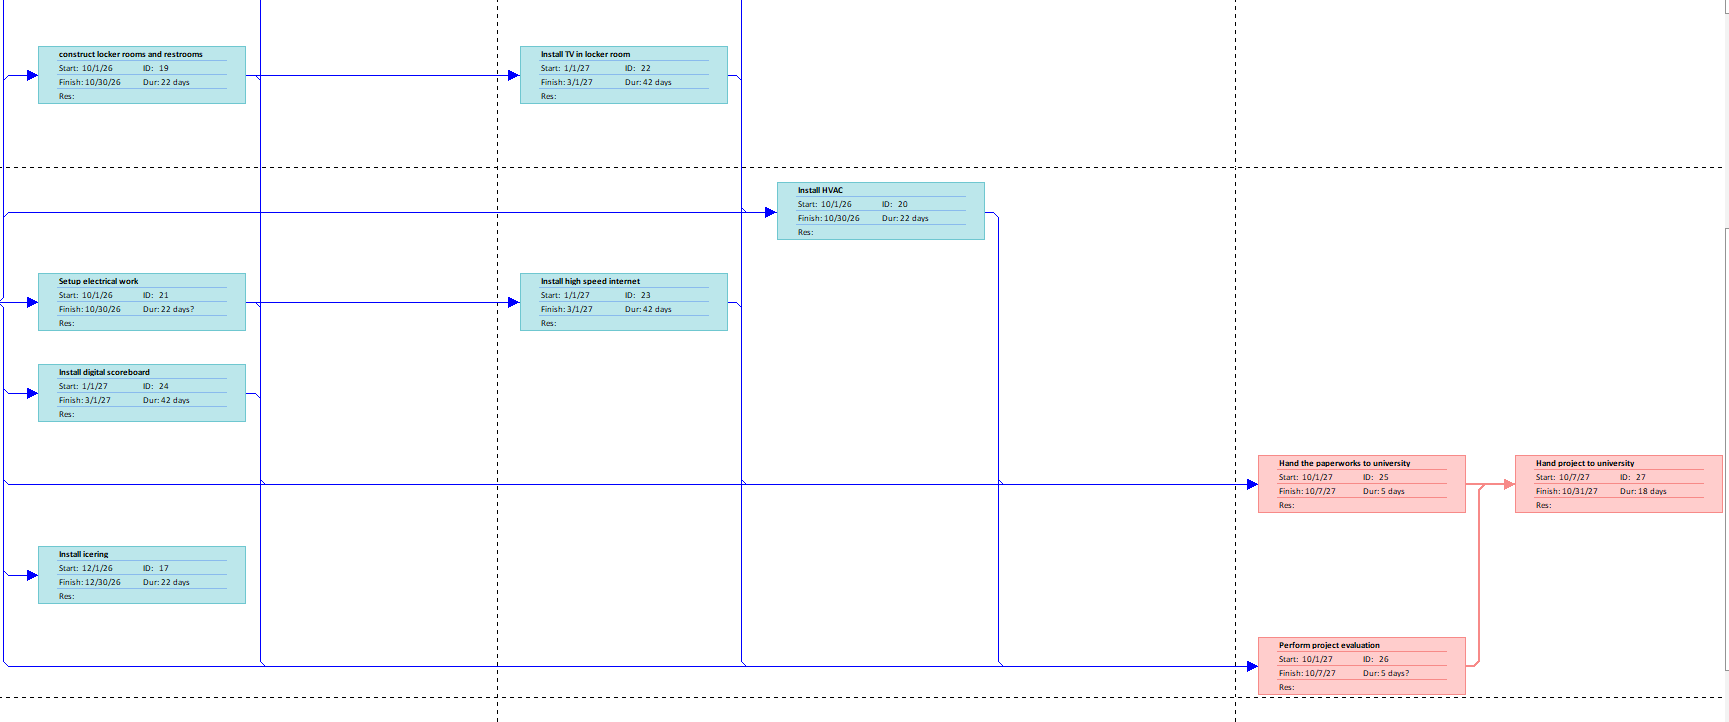 construct locker rooms and restrooms
Start: 10/1/26 ID: 19
Finish: 10/30/26 Dur: 22 days
Res:
Install TV in locker room
Start: 1/1/27 ID: 22
Finish: 3/1/27 Dur: 42 days
Res:
Install HVAC
Start: 10/1/26 ID: 20
Finish: 10/30/26 Dur: 22 days
Res:
Setup electrical work
Start: 10/1/26 ID: 21
Finish: 10/30/26 Dur: 22 days?
Res:
Install high speed internet
Start: 1/1/27 ID: 23
Finish: 3/1/27 Dur: 42 days
Res:
Install digital scoreboard
Start: 1/1/27 ID: 24
Finish: 3/1/27 Dur: 42 days
Res:
Hand the paperworks to university
Start: 10/1/27 ID: 25
Finish: 10/7/27 Dur: 5 days
Res:
Hand project to university
Start: 10/7/27 ID: 27
Finish: 10/31/27 Dur: 18 days
Res:
Install icering
Start: 12/1/26 ID: 17
Finish: 12/30/26 Dur: 22 days
Res:
Perform project evaluation
Start: 10/1/27 ID: 26
Finish: 10/7/27 Dur: 5 days?
Res: